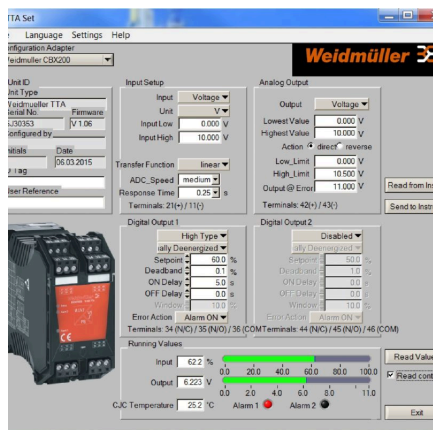 TTA Set
Language Settings Help
Configuration Adapter
Weidmuller CBX200
Weidmüller
Unit ID
Unit Type
Weidmueller TTA
Serial No. Firmware
V 1.06
Configured by
Initials Date
06.03.2015
Tag
User Reference
Input Setup
Input Voltage
Unit V
Input Low 0.000 V
Input High 10.000 V
Transfer Function linear
ADC_Speed medium
Response Time 0.25 s
Terminals: 21(+) / 11(-)
Analog Output
Output Voltage
Lowest Value 0.000 V
Highest Value 10.000 V
Action direct reverse
Low_Limit 0.000 V
High_Limit 10.500 V
Output @ Error 11.000 V
Terminals: 42(+) / 43(-)
Read from Ins
Send to Instr
Digital Output 1
High Type
ally Deenergized
Setpoint 60.0 %
Deadband 0.1 %
ON Delay 5.0 s
OFF Delay 0.0 s
Window 10.0 %
Error Action Alarm ON
Terminals: 34 (N/C) / 35 (N/O) / 36 (COM
Digital Output 2
Disabled
ally Deenergized
Setpoint 50.0 %
Deadband 1.0 %
ON Delay 0.0 s
OFF Delay 0.0 s
Window 10.0 %
Error Action Alarm ON
Terminals: 44 (N/C) / 45 (N/O) / 46 (COM)
Running Values
Input 62.2 %
0.0 20.0 40.0 60.0 80.0 100.0
Output 6.223 V
0.0 2.0 4.0 6.0 8.0 11.0
CJC Temperature 25.2 °C Alarm 1 Alarm 2
Read Value
Read cont
Exit